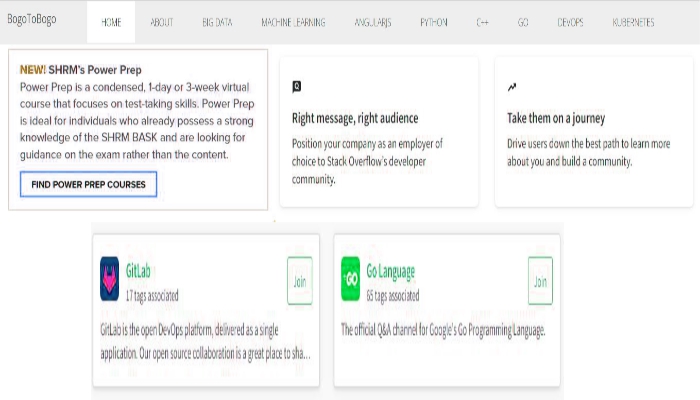 BogoToBogo HOME ABOUT BIG DATA MACHINE LEARNING ANGULARJS PYTHON C++ GO DEVOPS KUBERNETES
NEW! SHRM's Power Prep
Power Prep is a condensed, 1-day or 3-week virtual
course that focuses on test-taking skills. Power Prep
is ideal for individuals who already possess a strong
knowledge of the SHRM BASK and are looking for
guidance on the exam rather than the content.
FIND POWER PREP COURSES
Right message, right audience
Position your company as an employer of
choice to Stack Overflow's developer
community.
Take them on a journey
Drive users down the best path to learn more
about you and build a community.
GitLab
17 tags associated
Join
GitLab is the open DevOps platform, delivered as a single
application. Our open source collaboration is a great place to sha...
GO
Go Language
65 tags associated
Join
The official Q&A channel for Google's Go Programming Language.